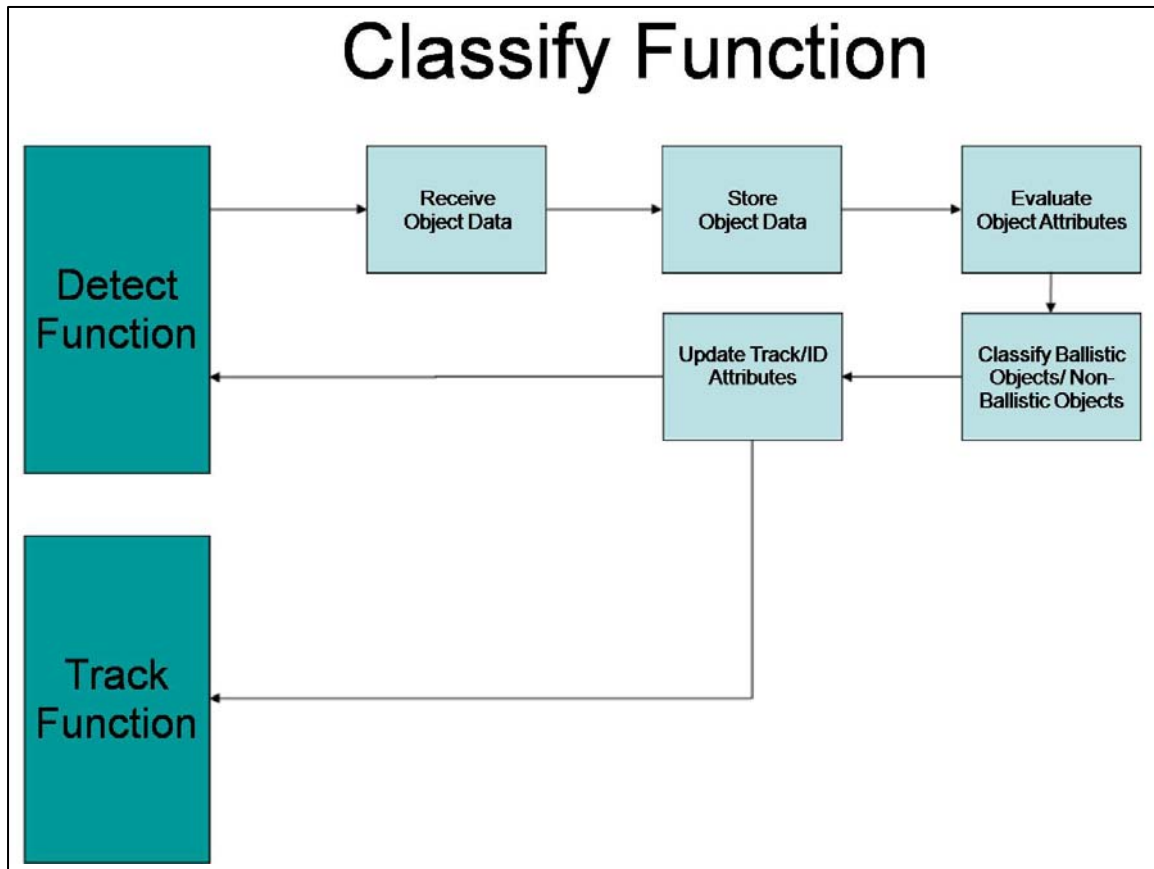 Classify Function
Detect
Function
Receive
Object Data
Store
Object Data
Evaluate
Object Attributes
Update Track/ID
Attributes
Classify Ballistic
Objects/ Non-
Ballistic Objects
Track
Function